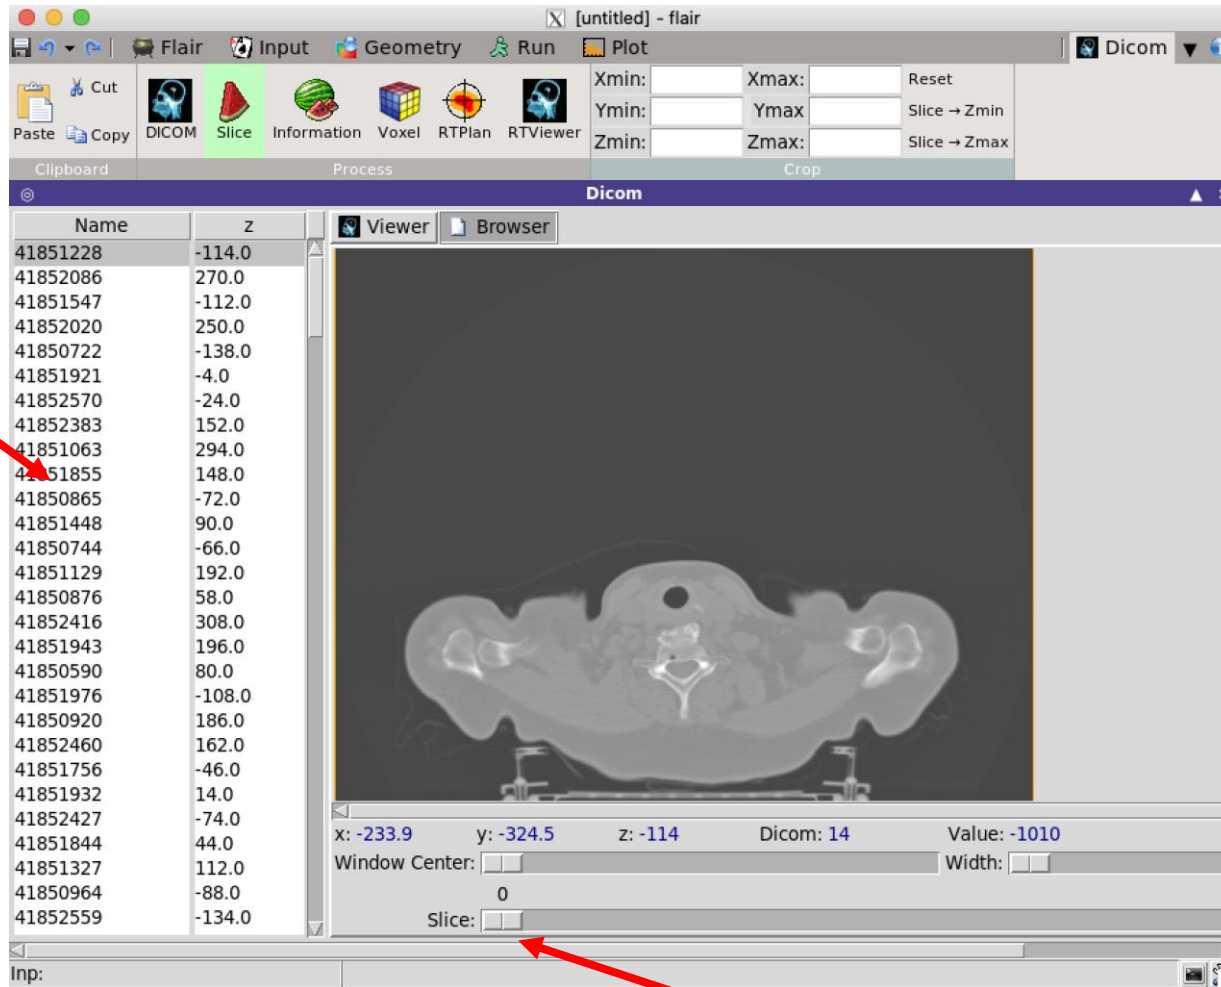 [untitled] - flair
Flair Input Geometry Run Plot Dicom
Paste Cut Copy
DICOM Slice Information Voxel RTPlan RTViewer
Xmin: Xmax: Reset
Ymin: Ymax Slice → Zmin
Zmin: Zmax: Slice → Zmax
Clipboard Process Crop
Dicom
Name z Viewer Browser
41851228 -114.0
41852086 270.0
41851547 -112.0
41852020 250.0
41850722 -138.0
41851921 -4.0
41852570 -24.0
41852383 152.0
41851063 294.0
41851855 148.0
41850865 -72.0
41851448 90.0
41850744 -66.0
41851129 192.0
41850876 58.0
41852416 308.0
41851943 196.0
41850590 80.0
41851976 -108.0
41850920 186.0
41852460 162.0
41851756 -46.0
41851932 14.0
41852427 -74.0
41851844 44.0
41851327 112.0
41850964 -88.0
41852559 -134.0
x: -233.9 y: -324.5 z: -114 Dicom: 14 Value: -1010
Window Center: Width:
0
Slice:
Inp: